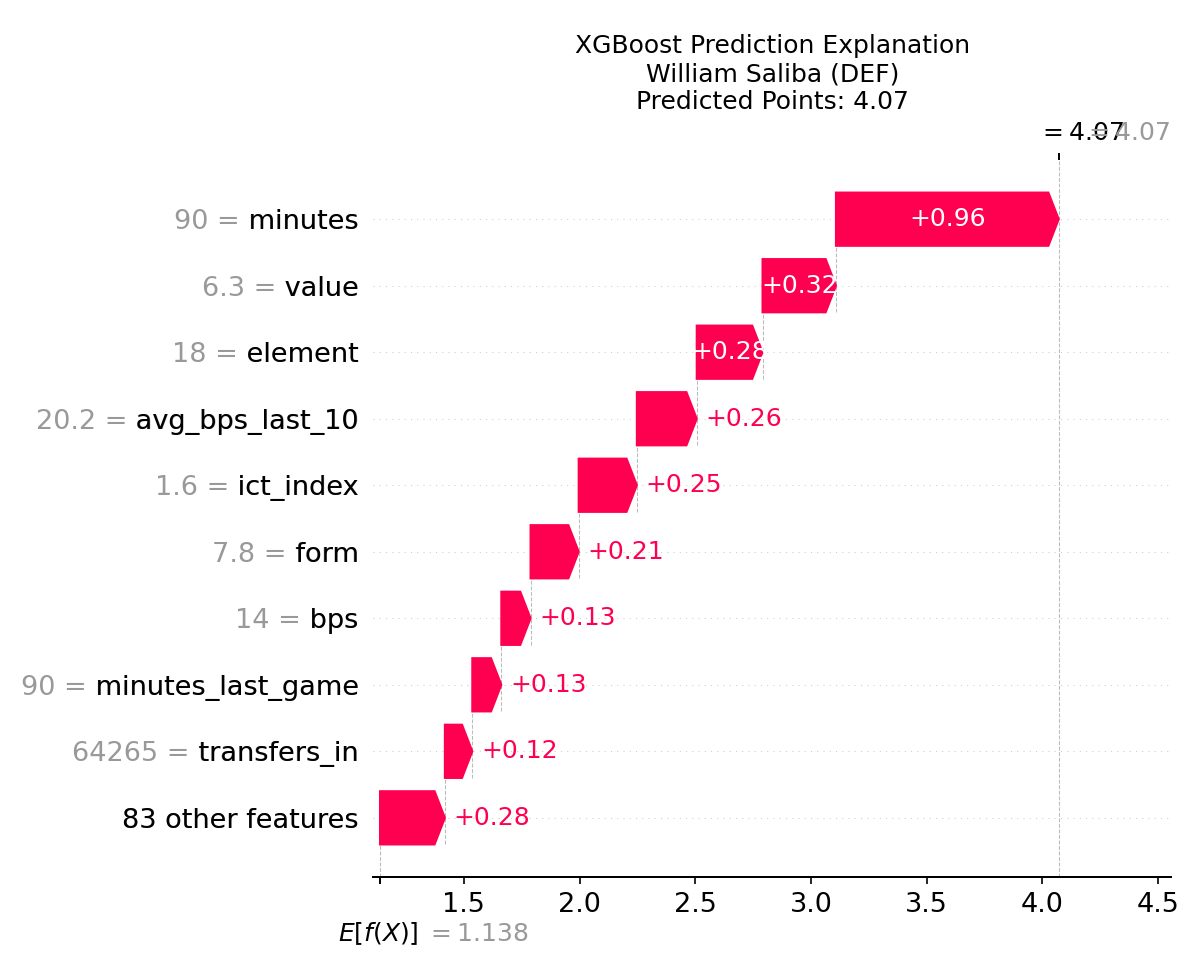 XGBoost Prediction Explanation
William Saliba (DEF)
Predicted Points: 4.07
= 4.07 = 4.07
90 = minutes +0.96
6.3 = value +0.32
18 = element +0.28
20.2 = avg_bps_last_10 +0.26
1.6 = ict_index +0.25
7.8 = form +0.21
14 = bps +0.13
90 = minutes_last_game +0.13
64265 = transfers_in +0.12
83 other features +0.28
1.5 2.0 2.5 3.0 3.5 4.0 4.5
E[f(X)] = 1.138